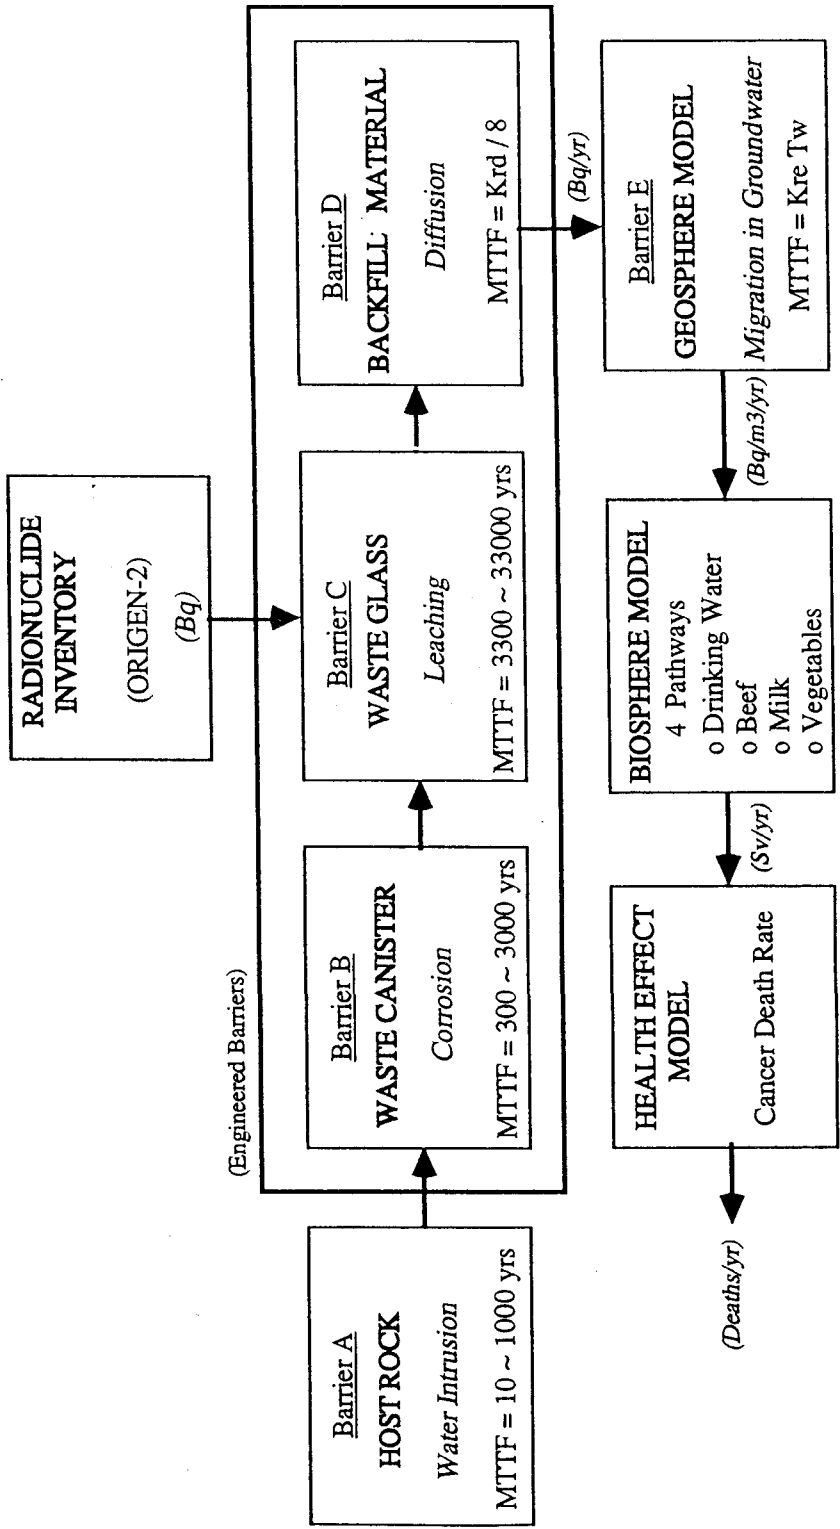 RADIONUCLIDE
INVENTORY
(ORIGEN-2)
(Bq)
(Engineered Barriers)
Barrier A
HOST ROCK
Water Intrusion
MTTF = 10 ~ 1000 yrs
Barrier B
WASTE CANISTER
Corrosion
MTTF = 300 ~ 3000 yrs
Barrier C
WASTE GLASS
Leaching
MTTF = 3300 ~ 33000 yrs
Barrier D
BACKFILL MATERIAL
Diffusion
MTTF = Krd / 8
(Bq/yr)
Barrier E
GEOSPHERE MODEL
Migration in Groundwater
MTTF = Kre Tw
(Bq/m3/yr)
BIOSPHERE MODEL
4 Pathways
o Drinking Water
o Beef
o Milk
o Vegetables
(Sv/yr)
HEALTH EFFECT
MODEL
Cancer Death Rate
(Deaths/yr)